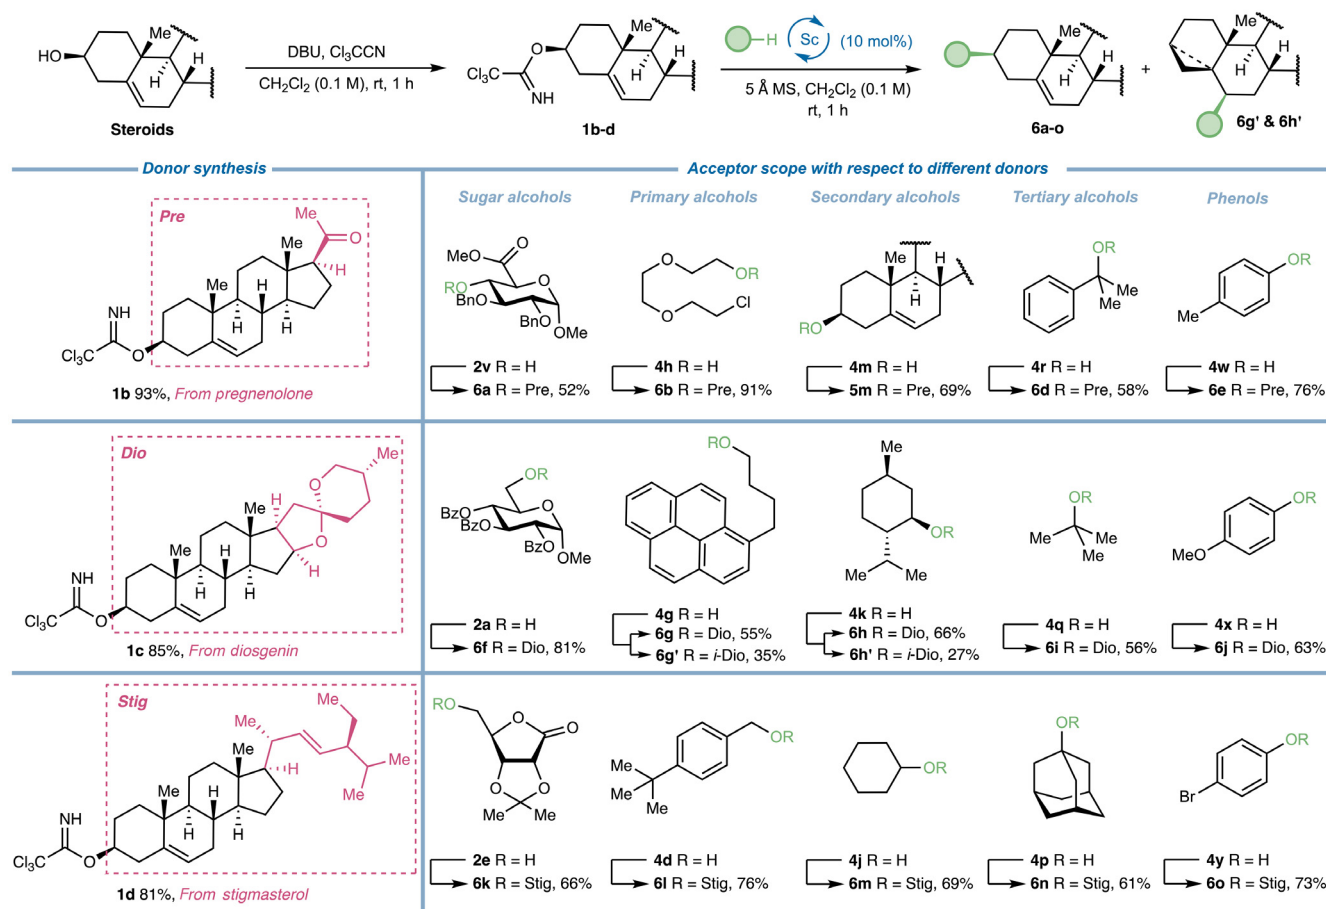 HO
Me
H
H
Steroids
DBU, Cl₃CCN
CH₂Cl₂ (0.1 M), rt, 1 h
Cl₃C
NH
O
Me
H
H
1b-d
H
Sc
(10 mol%)
5 Å MS, CH₂Cl₂ (0.1 M)
rt, 1 h
Me
H
H
6a-o
+
Me
H
H
6g' & 6h'
Donor synthesis
Acceptor scope with respect to different donors
Sugar alcohols
Primary alcohols
Secondary alcohols
Tertiary alcohols
Phenols
Pre
Me
O
Me
H
Me
H
H
H
NH
Cl₃C
O
1b 93%, From pregnenolone
MeO
O
RO
O
BnO
BnO
OMe
2v R = H
6a R = Pre, 52%
O
OR
O
Cl
4h R = H
6b R = Pre, 91%
Me
H
H
RO
4m R = H
5m R = Pre, 69%
OR
Me
Me
4r R = H
6d R = Pre, 58%
OR
Me
4w R = H
6e R = Pre, 76%
Dio
Me
O
H
Me
O
H
Me
H
H
H
NH
Cl₃C
O
1c 85%, From diosgenin
OR
O
BzO
BzO
BzO
OMe
2a R = H
6f R = Dio, 81%
RO
4g R = H
6g R = Dio, 55%
6g' R = i-Dio, 35%
Me
OR
Me
Me
4k R = H
6h R = Dio, 66%
6h' R = i-Dio, 27%
OR
Me
Me
Me
4q R = H
6i R = Dio, 56%
OR
MeO
4x R = H
6j R = Dio, 63%
Stig
Me
Me
Me
Me
Me
H
Me
H
H
H
NH
Cl₃C
O
1d 81%, From stigmasterol
RO
O
O
O
O
Me
Me
2e R = H
6k R = Stig, 66%
OR
Me
Me
Me
4d R = H
6l R = Stig, 76%
OR
4j R = H
6m R = Stig, 69%
OR
4p R = H
6n R = Stig, 61%
OR
Br
4y R = H
6o R = Stig, 73%